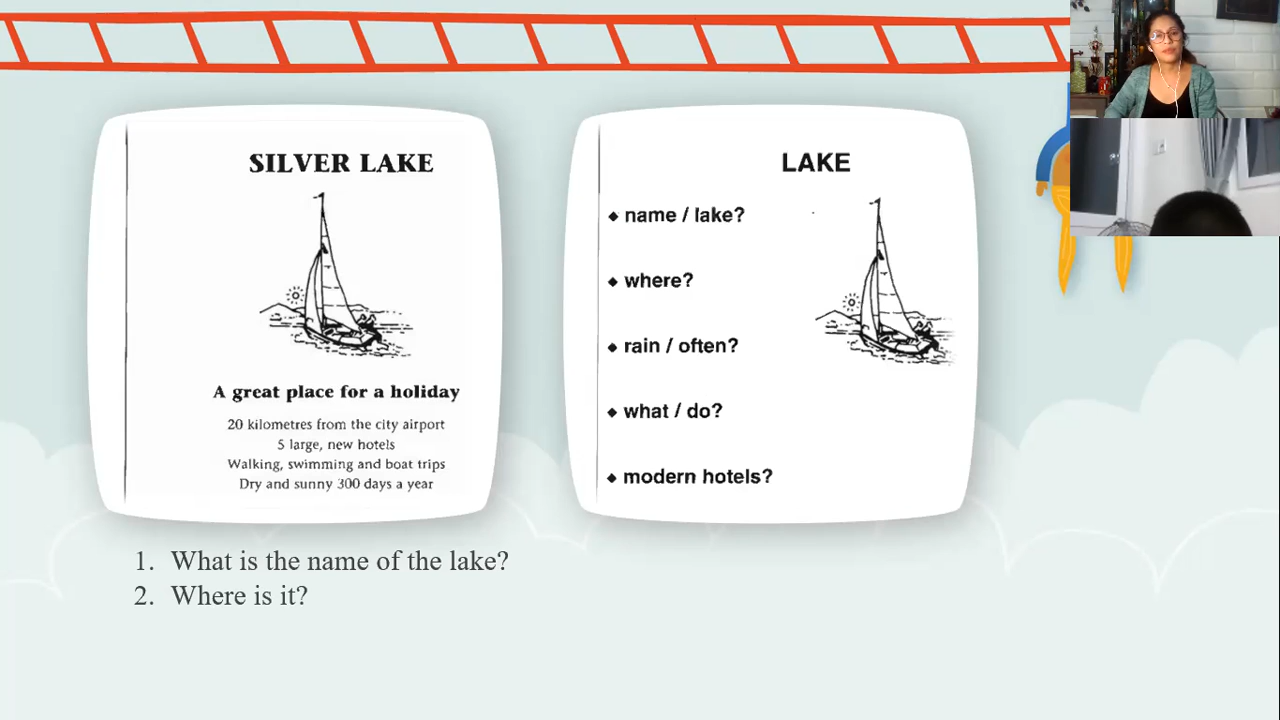 SILVER LAKE
A great place for a holiday
20 kilometres from the city airport
5 large, new hotels
Walking, swimming and boat trips
Dry and sunny 300 days a year
LAKE
◆ name / lake?
◆ where?
◆ rain / often?
◆ what / do?
◆ modern hotels?
1. What is the name of the lake?
2. Where is it?